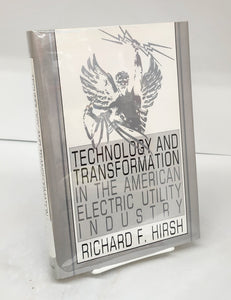 TECHNOLOGY AND
TRANSFORMATION
IN THE AMERICAN
ELECTRIC UTILITY
INDUSTRY
RICHARD F. HIRSH